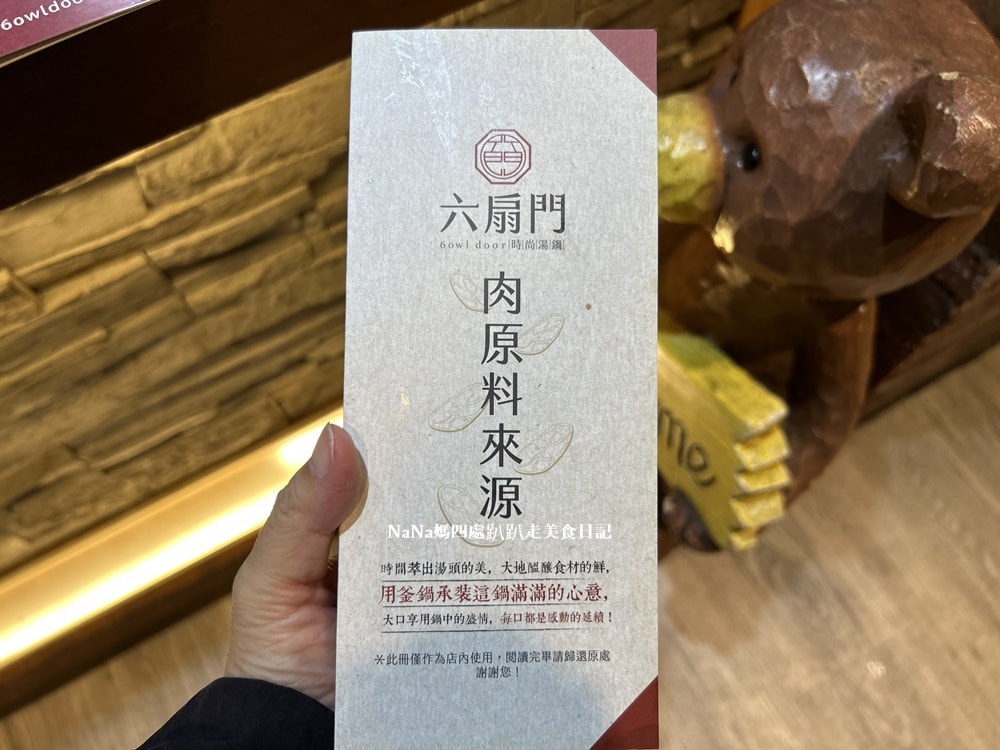 6owldoo
六扇門
6owl door 時尚湯鍋
肉原料來源
NaNa媽四處趴趴走美食日記
時間萃出湯頭的美，大地醞釀食材的鮮，
用釜鍋承裝這鍋滿滿的心意，
大口享用鍋中的盛情，每口都是感動的延續！
＊此冊僅作為店內使用，閱讀完畢請歸還原處
謝謝您！